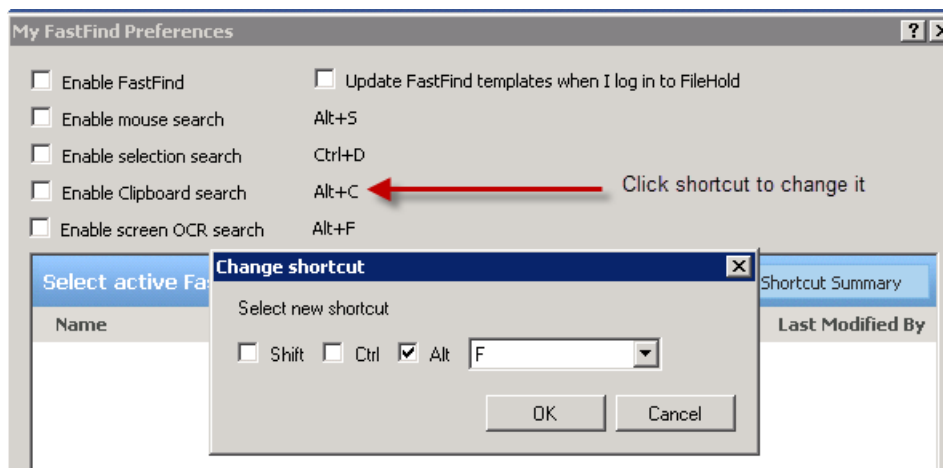 My FastFind Preferences
Enable FastFind Update FastFind templates when I log in to FileHold
Enable mouse search Alt+S
Enable selection search Ctrl+D
Enable Clipboard search Alt+C Click shortcut to change it
Enable screen OCR search Alt+F
Change shortcut
Select active Fa Shortcut Summary
Select new shortcut
Name Last Modified By
Shift Ctrl Alt F
OK Cancel